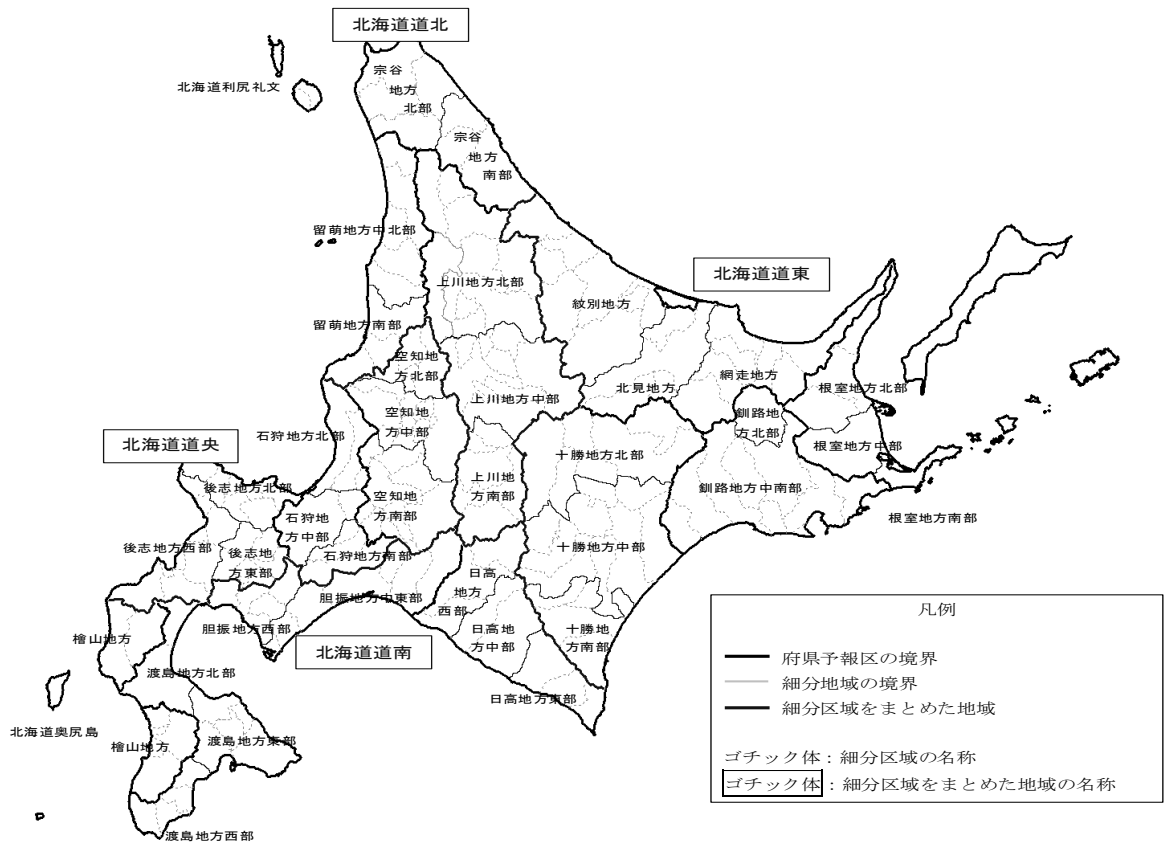 北海道道北
宗谷
地方
北部
北海道利尻礼文
宗谷
地方
南部
留萌地方中北部
北海道道東
上川地方北部
紋別地方
留萌地方南部
空知地
方北部
北見地方
網走地方
根室地方北部
上川地方中部
空知地
方中部
釧路地
方北部
石狩地方北部
北海道道央
根室地方中部
十勝地方北部
上川地
方南部
後志地方北部
釧路地方中南部
空知地
方南部
石狩地
方中部
根室地方南部
後志地方西部
後志地
方東部
石狩地方南部
十勝地方中部
日高
地方
西部
胆振地方中東部
胆振地方西部
檜山地方
日高地
方中部
十勝地
方南部
北海道道南
渡島地方北部
日高地方東部
北海道奥尻島
檜山地方
渡島地方東部
渡島地方西部
凡例
府県予報区の境界
細分地域の境界
細分区域をまとめた地域
ゴチック体：細分区域の名称
ゴチック体：細分区域をまとめた地域の名称